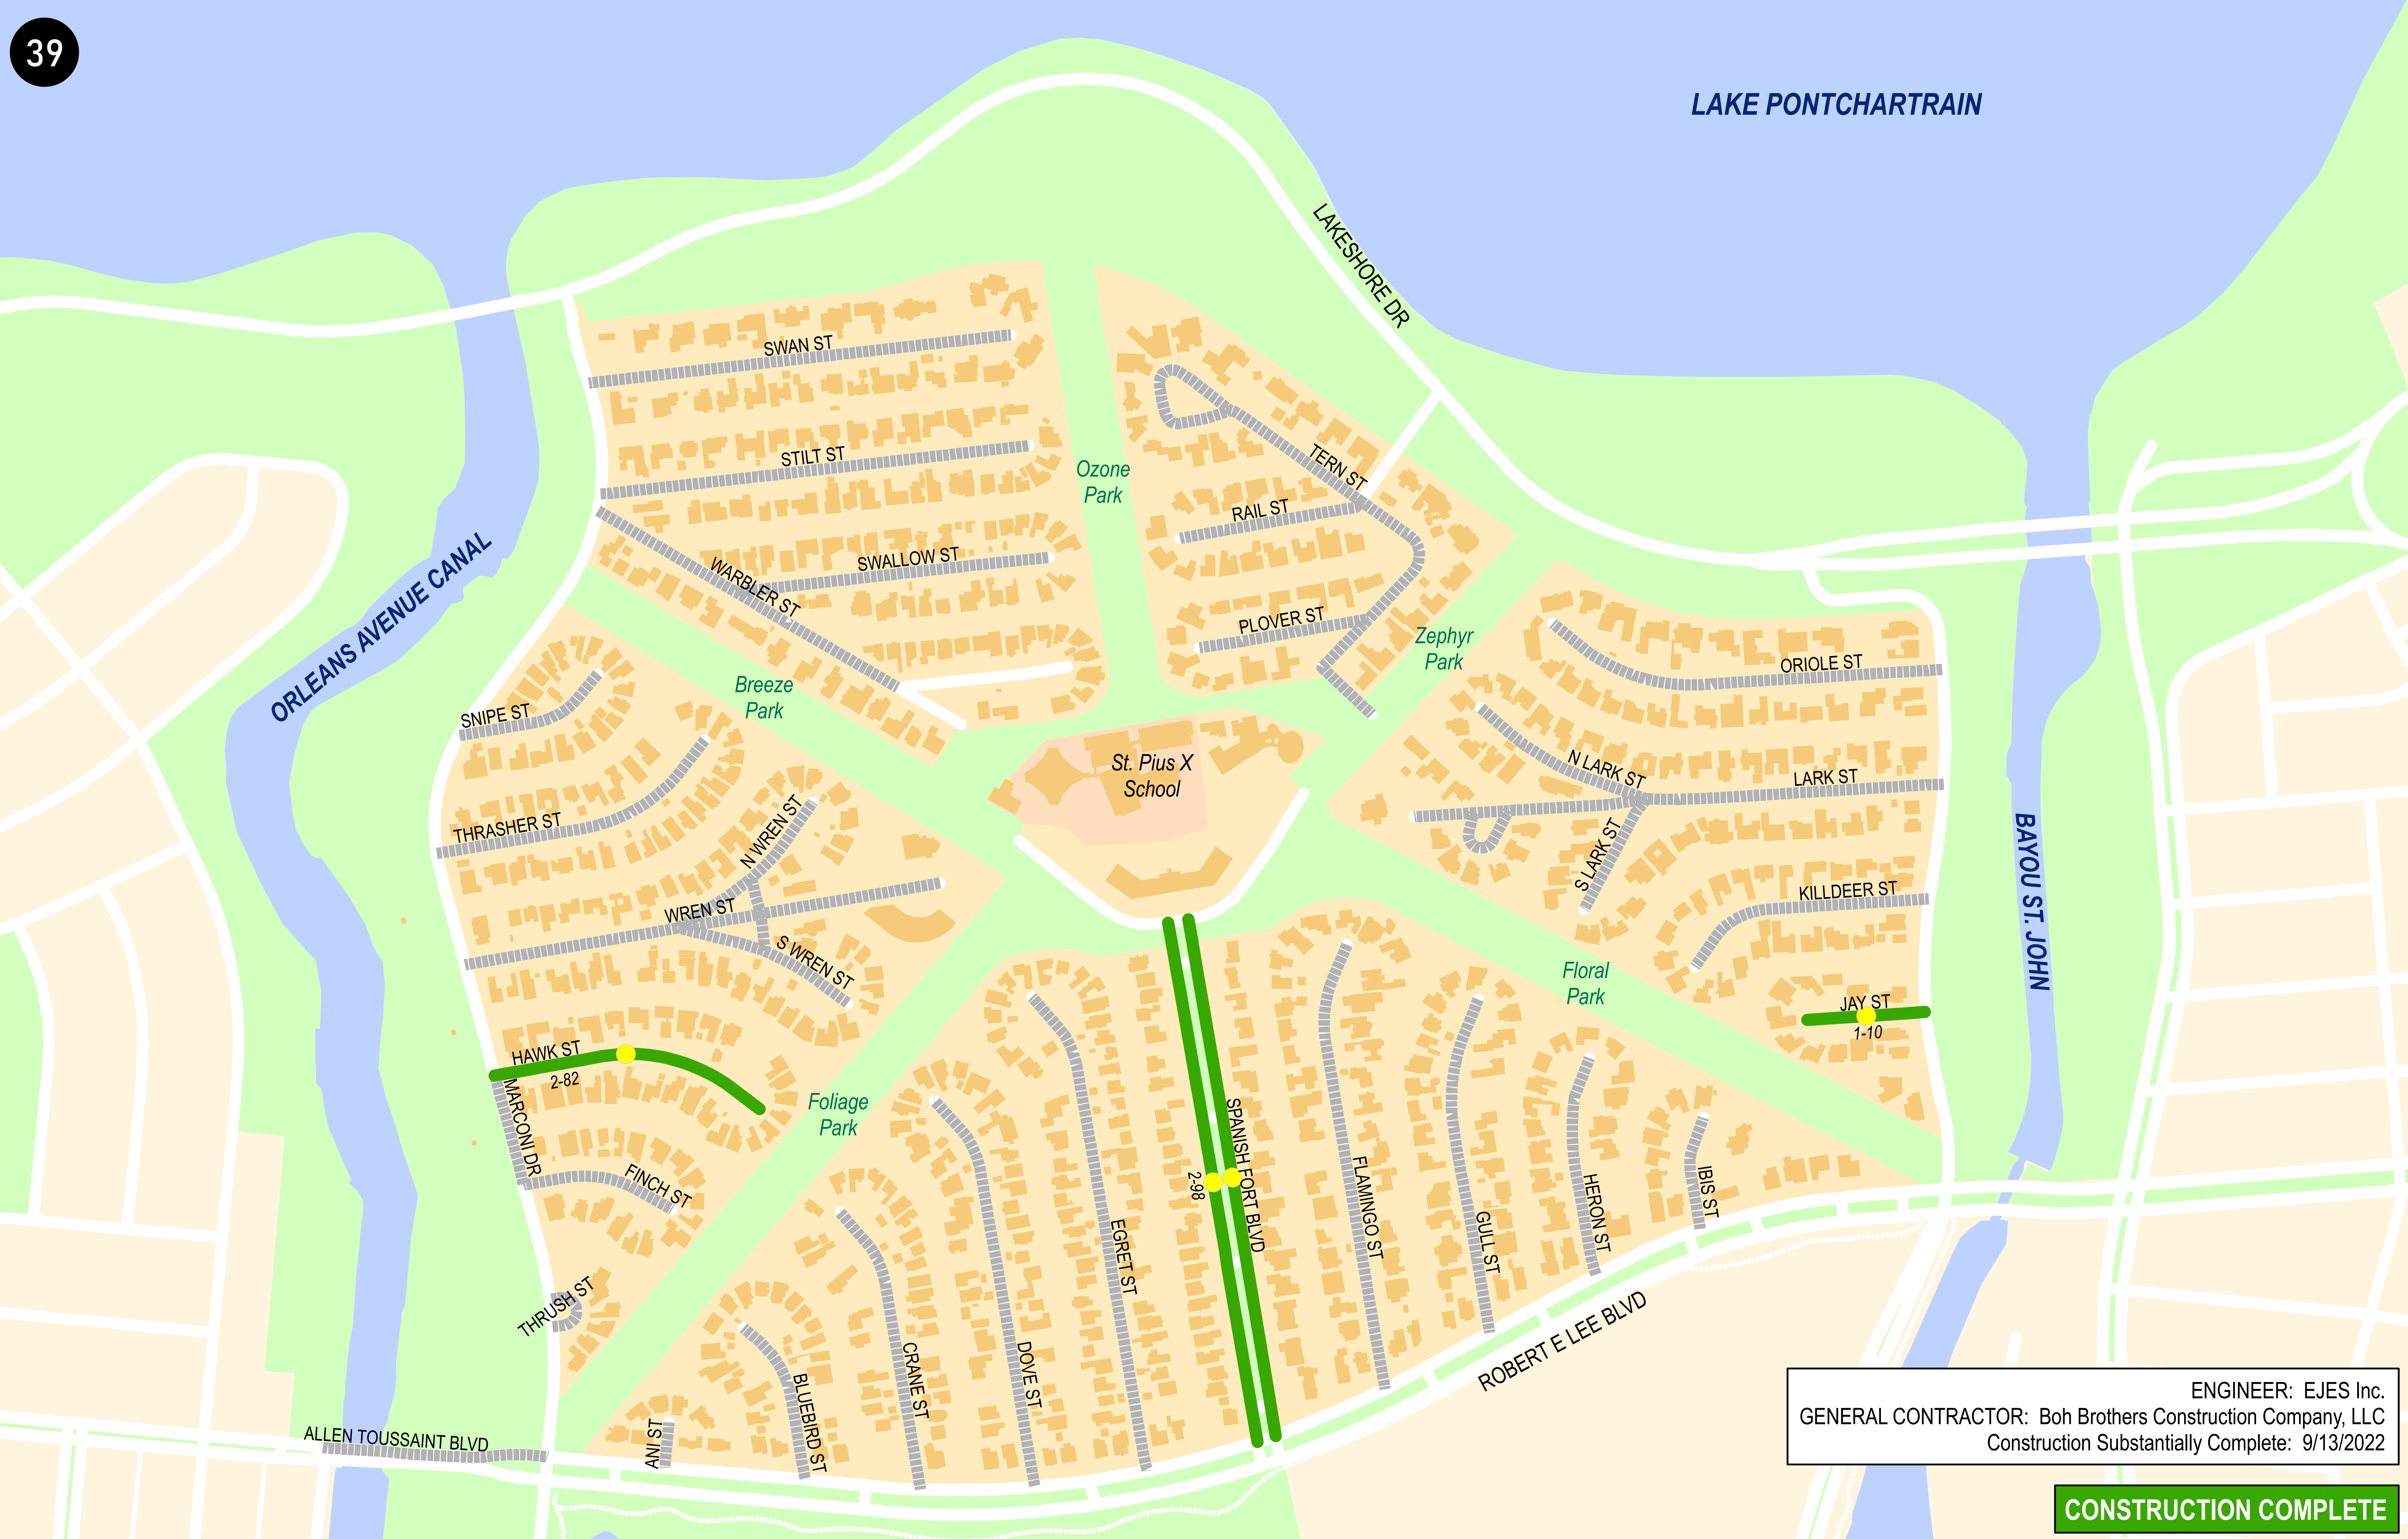 39
LAKE PONTCHARTRAIN
LAKESHORE DR
SWAN ST
STILT ST
Ozone
Park
TERN ST
RAIL ST
SWALLOW ST
WARBLER ST
PLOVER ST
ORLEANS AVENUE CANAL
Zephyr
Park
ORIOLE ST
Breeze
Park
SNIPE ST
St. Pius X
School
N LARK ST
LARK ST
THRASHER ST
N WREN ST
S LARK ST
BAYOU ST. JOHN
KILLDEER ST
WREN ST
S WREN ST
Floral
Park
JAY ST
1-10
HAWK ST
2-82
MARCONI DR
Foliage
Park
FINCH ST
2-98
SPANISH FORT BLVD
FLAMINGO ST
GULL ST
HERON ST
IBIS ST
EGRET ST
THRUSH ST
ROBERT E LEE BLVD
DOVE ST
CRANE ST
BLUEBIRD ST
ANI ST
ALLEN TOUSSAINT BLVD
ENGINEER: EJES Inc.
GENERAL CONTRACTOR: Boh Brothers Construction Company, LLC
Construction Substantially Complete: 9/13/2022
CONSTRUCTION COMPLETE